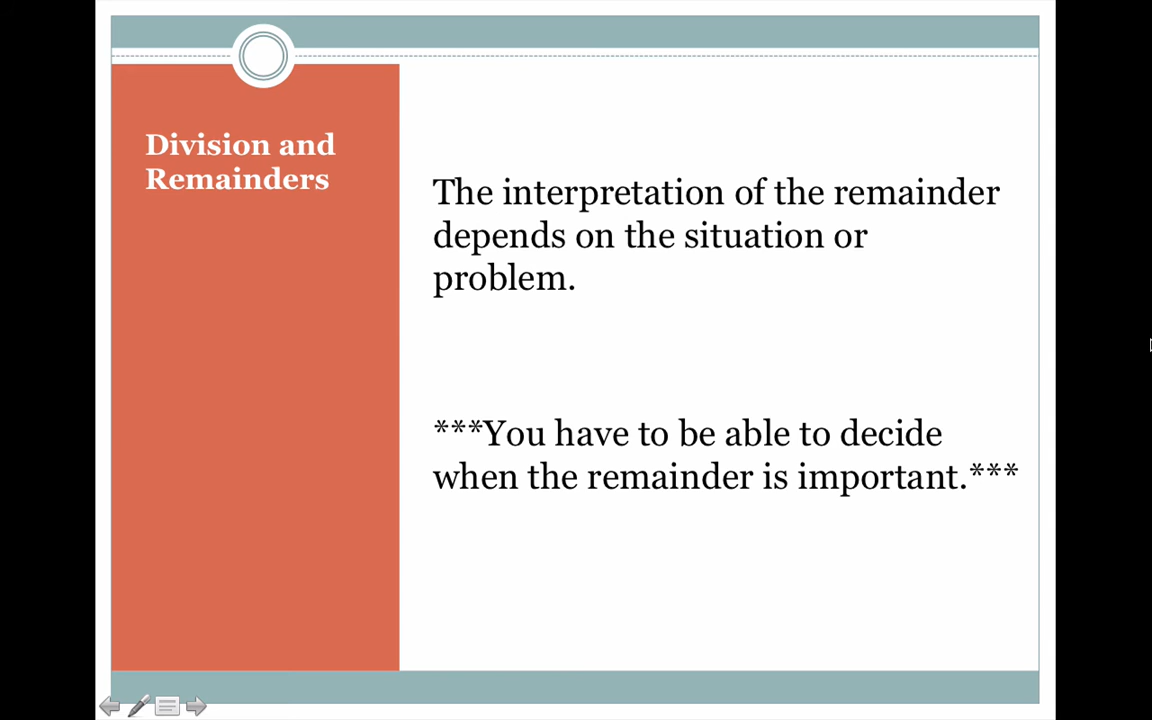 Division and
Remainders
The interpretation of the remainder
depends on the situation or
problem.
***You have to be able to decide
when the remainder is important.***